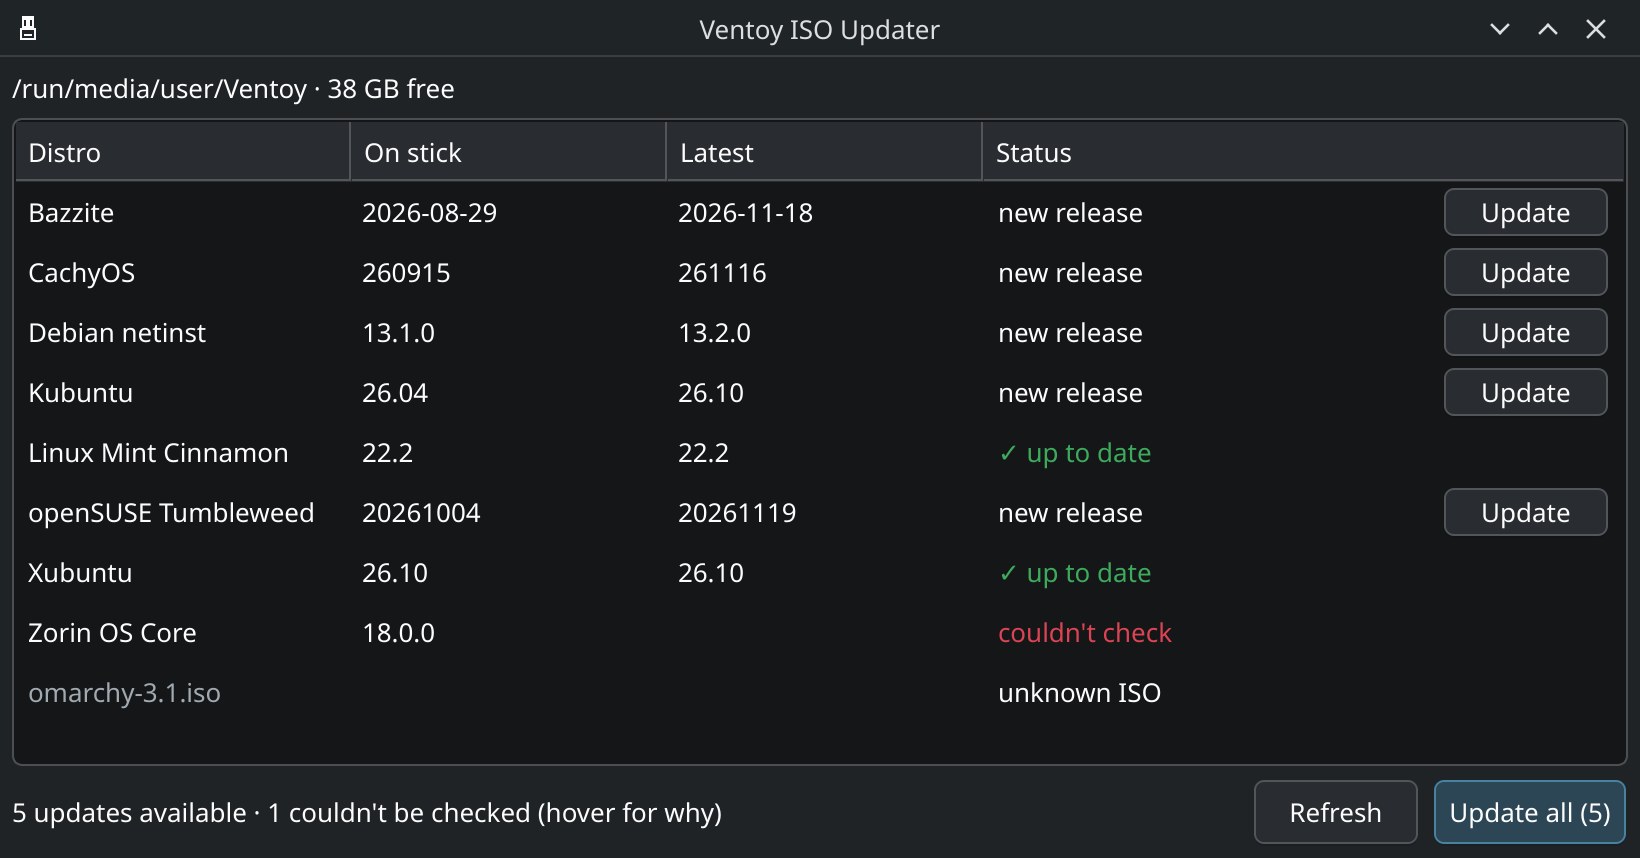 Ventoy ISO Updater
/run/media/user/Ventoy · 38 GB free
Distro On stick Latest Status
Bazzite 2026-08-29 2026-11-18 new release Update
CachyOS 260915 261116 new release Update
Debian netinst 13.1.0 13.2.0 new release Update
Kubuntu 26.04 26.10 new release Update
Linux Mint Cinnamon 22.2 22.2 ✓ up to date
openSUSE Tumbleweed 20261004 20261119 new release Update
Xubuntu 26.10 26.10 ✓ up to date
Zorin OS Core 18.0.0 couldn't check
omarchy-3.1.iso unknown ISO
5 updates available · 1 couldn't be checked (hover for why) Refresh Update all (5)